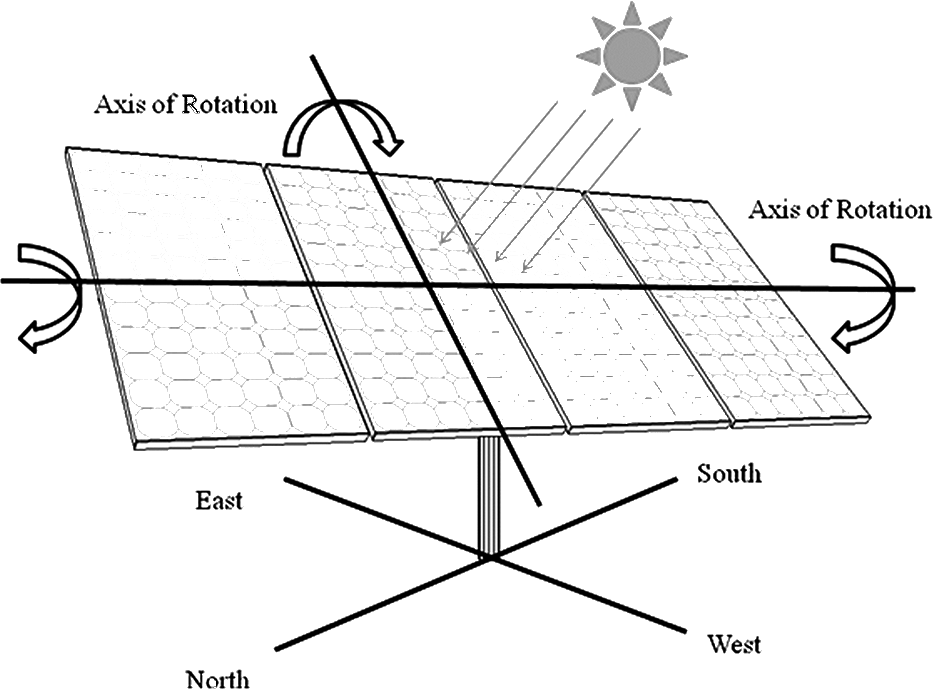 Axis of Rotation
Axis of Rotation
East
South
North
West